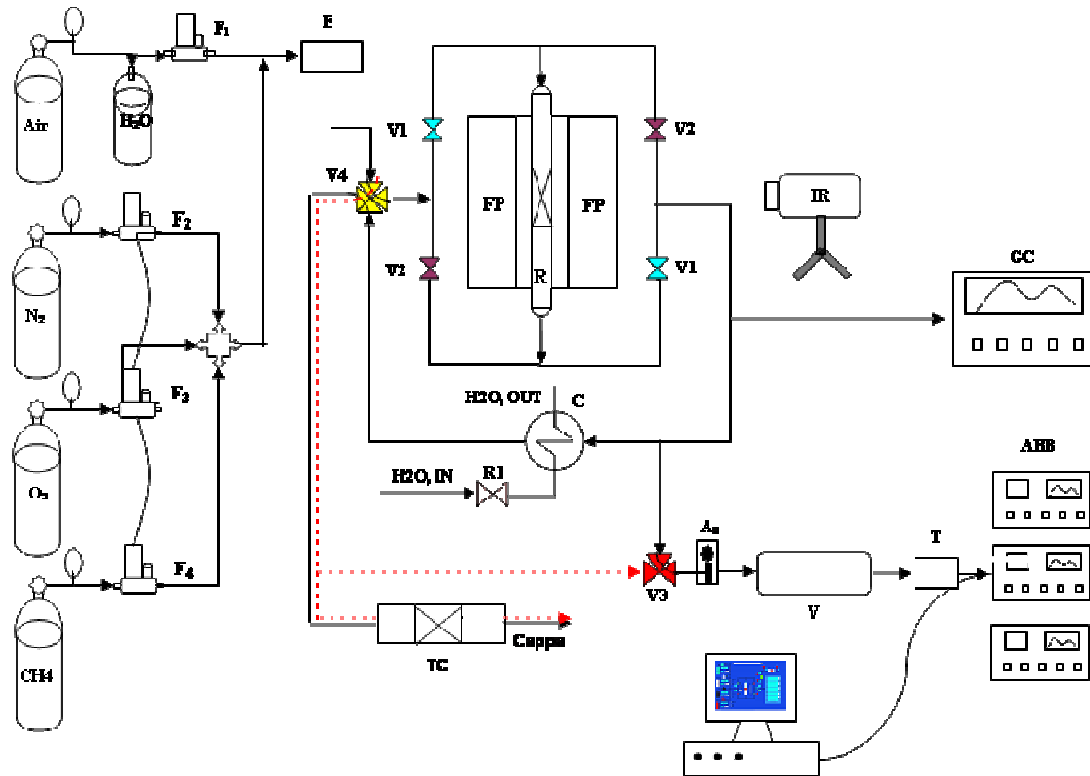 F₁
E
Air
H₂O
V1
V2
V4
FP
FP
IR
F₂
V2
V1
R
GC
N₂
F₃
H2O, OUT
C
H2O, IN
R1
ABB
O₂
F₄
V3
T
V
Cappa
TC
CH4